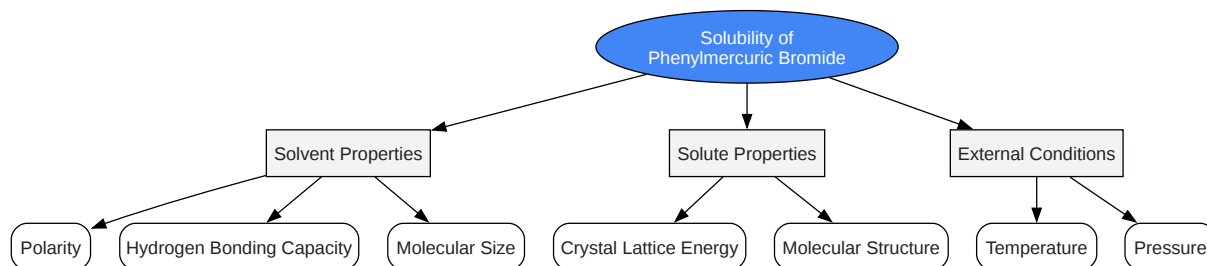 Solubility of
Phenylmercuric Bromide
Solvent Properties
Solute Properties
External Conditions
Polarity
Hydrogen Bonding Capacity
Molecular Size
Crystal Lattice Energy
Molecular Structure
Temperature
Pressure